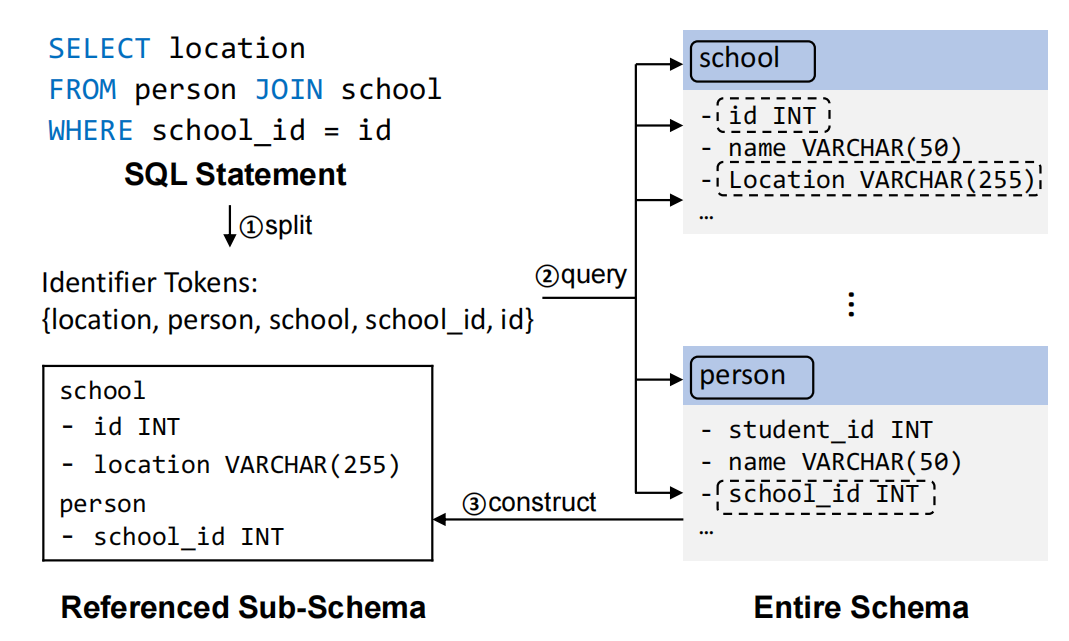 SELECT location
FROM person JOIN school
WHERE school_id = id
SQL Statement
①split
Identifier Tokens:
{location, person, school, school_id, id}
②query
school
- id INT
- name VARCHAR(50)
- Location VARCHAR(255)
…
⋮
person
- student_id INT
- name VARCHAR(50)
- school_id INT
…
Entire Schema
③construct
school
- id INT
- location VARCHAR(255)
person
- school_id INT
Referenced Sub-Schema